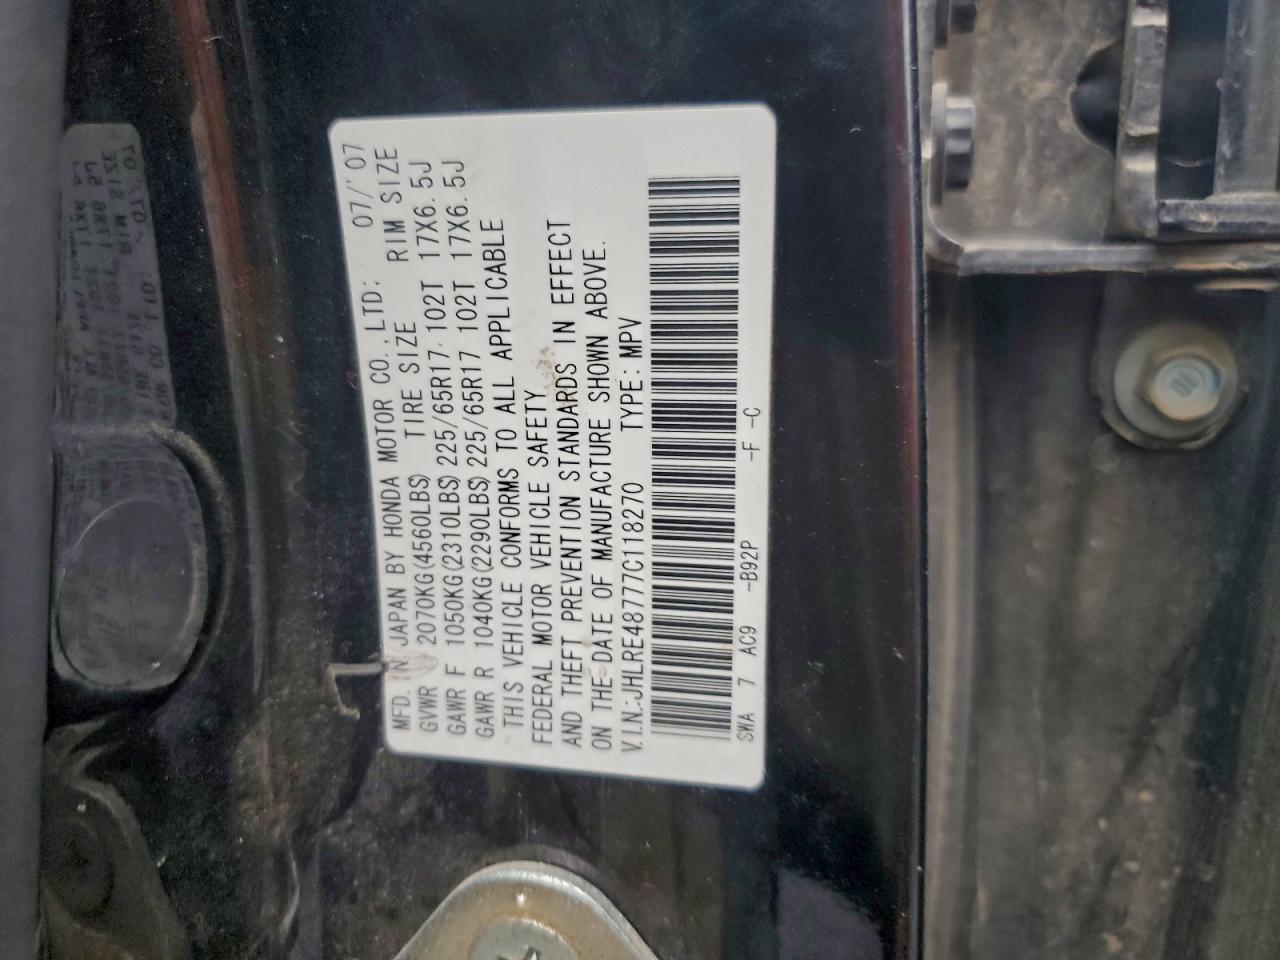 MFD. IN JAPAN BY HONDA MOTOR CO.,LTD: 07/'07
GVWR 2070KG(4560LBS) TIRE SIZE RIM SIZE
GAWR F 1050KG(2310LBS) 225/65R17 102T 17X6.5J
GAWR R 1040KG(2290LBS) 225/65R17 102T 17X6.5J
THIS VEHICLE CONFORMS TO ALL APPLICABLE
FEDERAL MOTOR VEHICLE SAFETY
AND THEFT PREVENTION STANDARDS IN EFFECT
ON THE DATE OF MANUFACTURE SHOWN ABOVE.
V.I.N.:JHLRE48777C118270 TYPE:MPV
SWA 7 AC9 -B92P -F -C